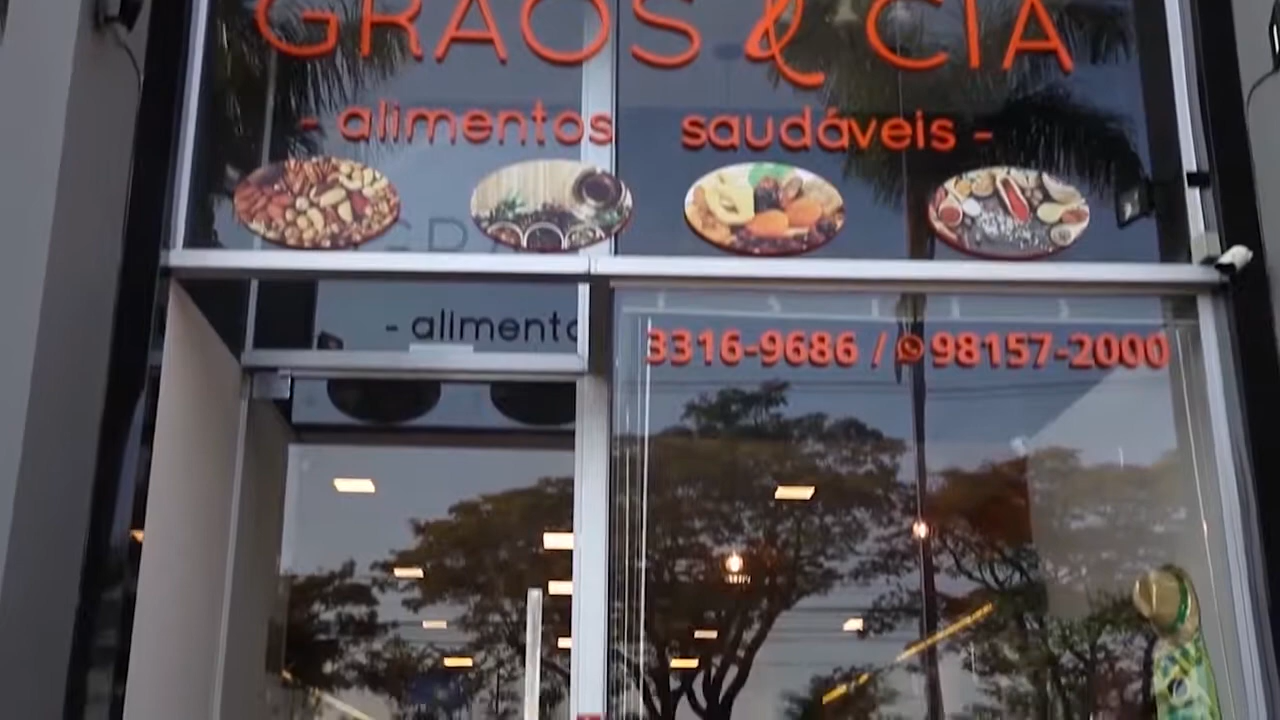 GRÃOS & CIA
- alimentos saudáveis -
- alimento
3316-9686 / 98157-2000